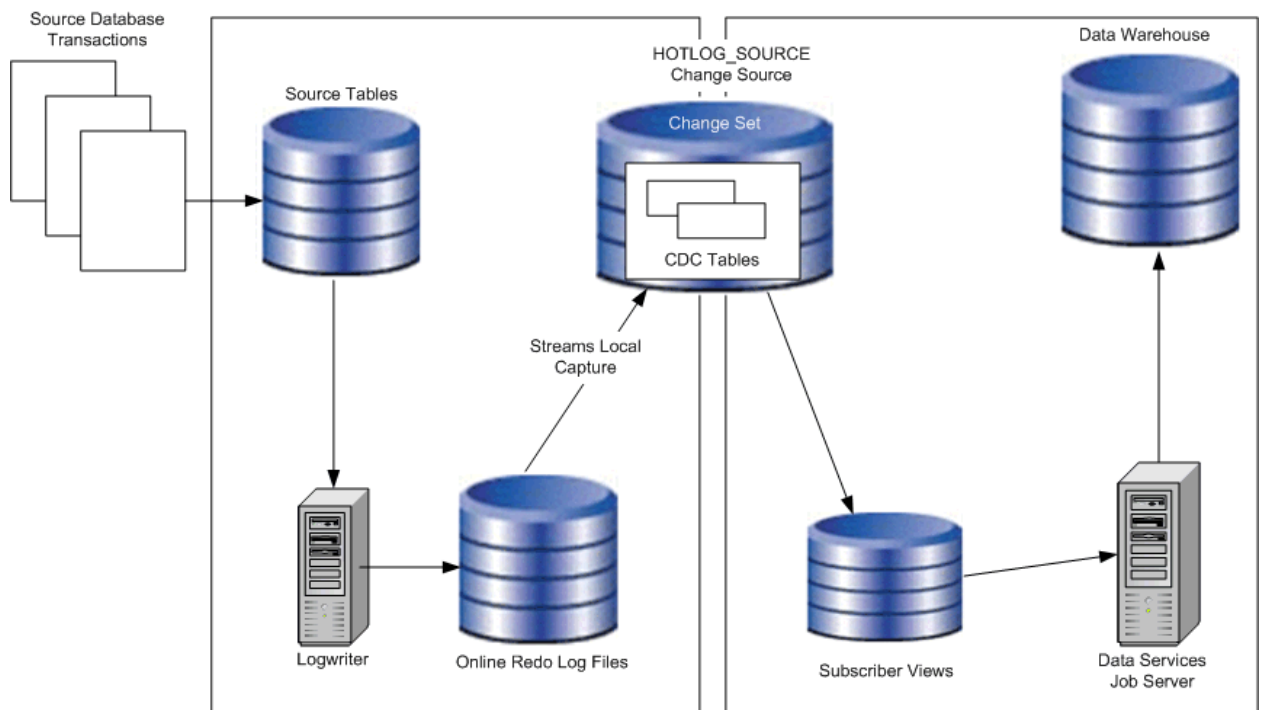 Source Database
Transactions
HOTLOG_SOURCE
Change Source
Data Warehouse
Source Tables
Change Set
CDC Tables
Streams Local
Capture
Logwriter
Online Redo Log Files
Subscriber Views
Data Services
Job Server